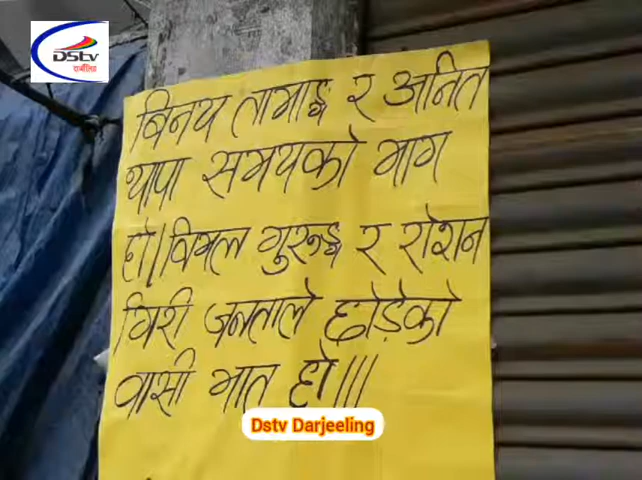 DStv
दार्जीलिङ
बिनय तामाङ्ग र अनित
थापा समयको माग
हो।।विमल गुरुङ्ग र रोशन
गिरी जनताले छोडेको
वासी भात हो।।।
Dstv Darjeeling